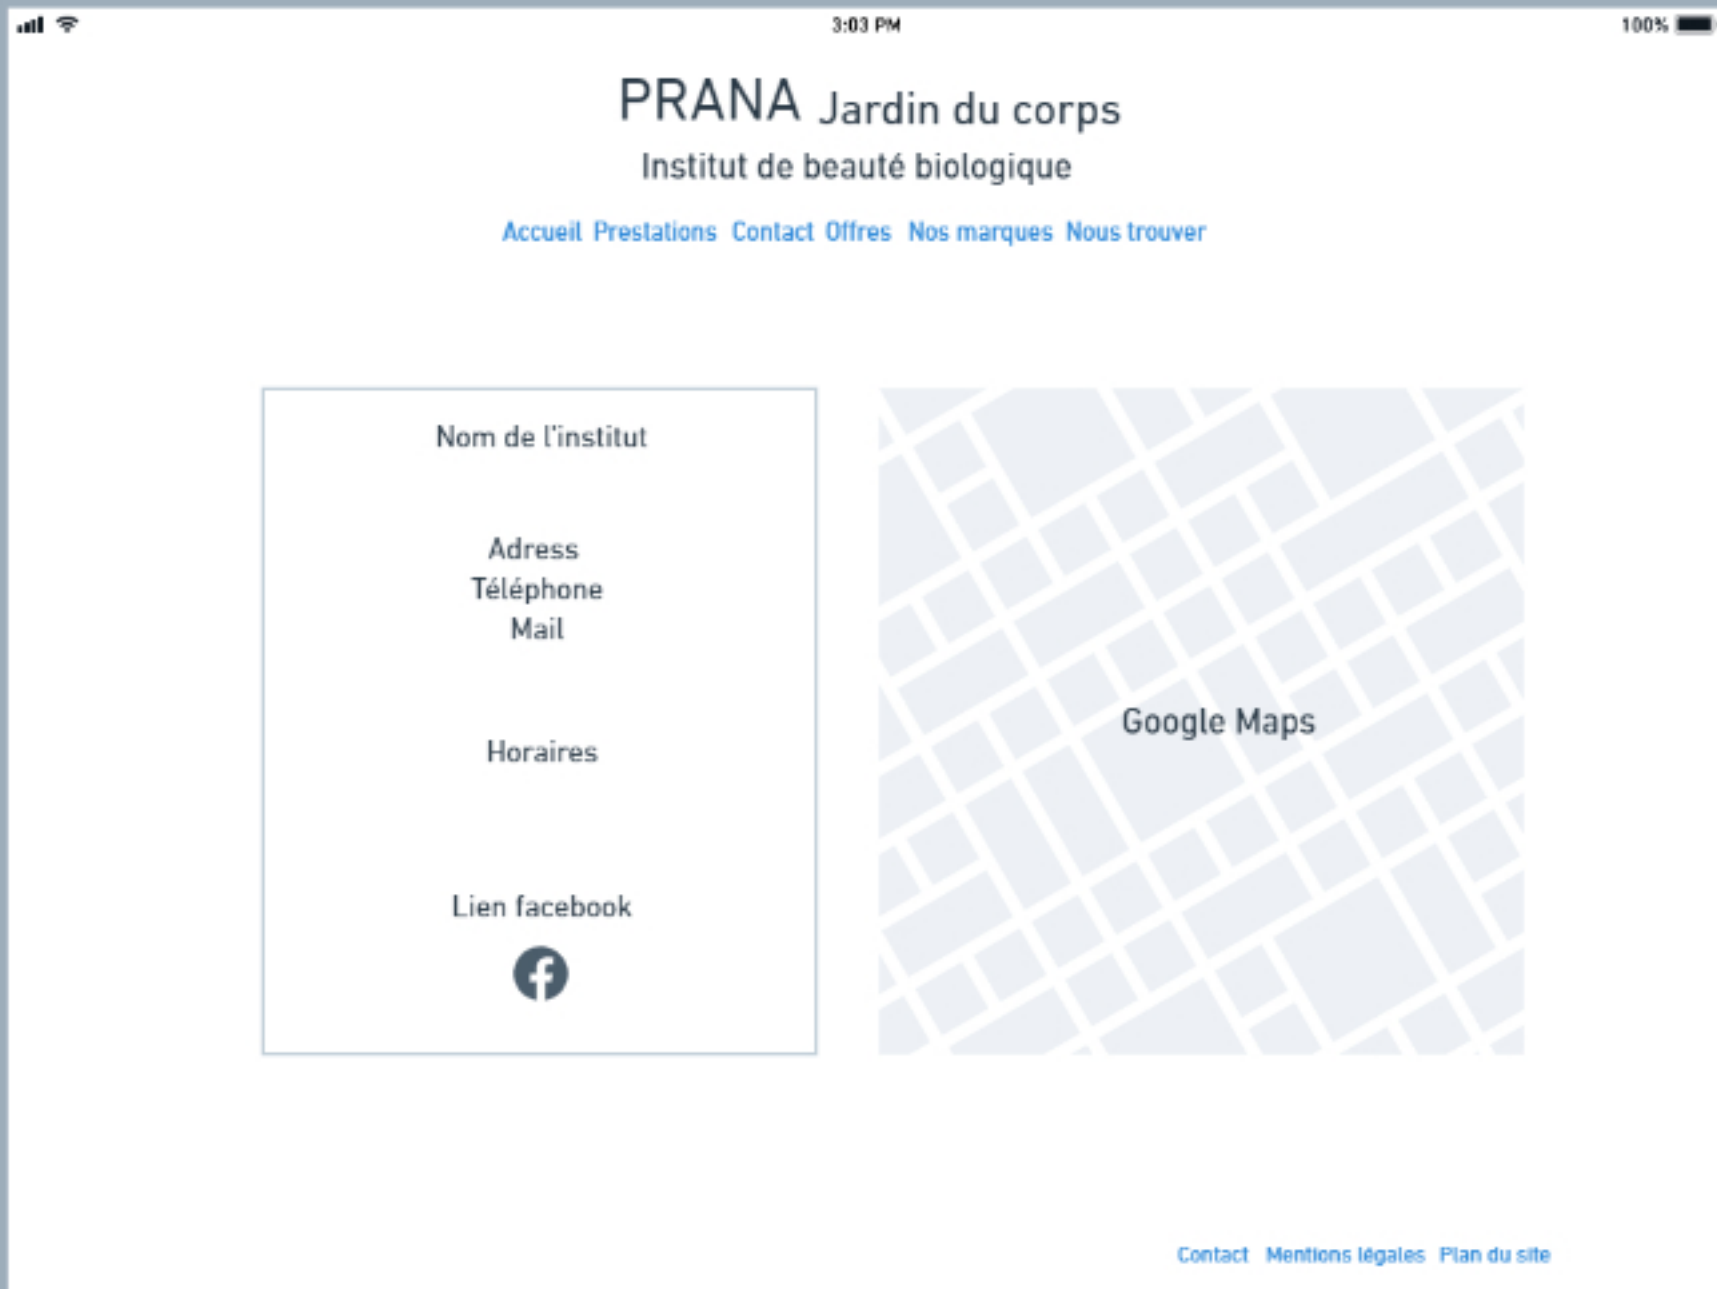 3:03 PM 100%
PRANA Jardin du corps
Institut de beauté biologique
Accueil Prestations Contact Offres Nos marques Nous trouver
Nom de l'institut
Adress
Téléphone
Mail
Horaires
Lien facebook
Google Maps
Contact Mentions légales Plan du site